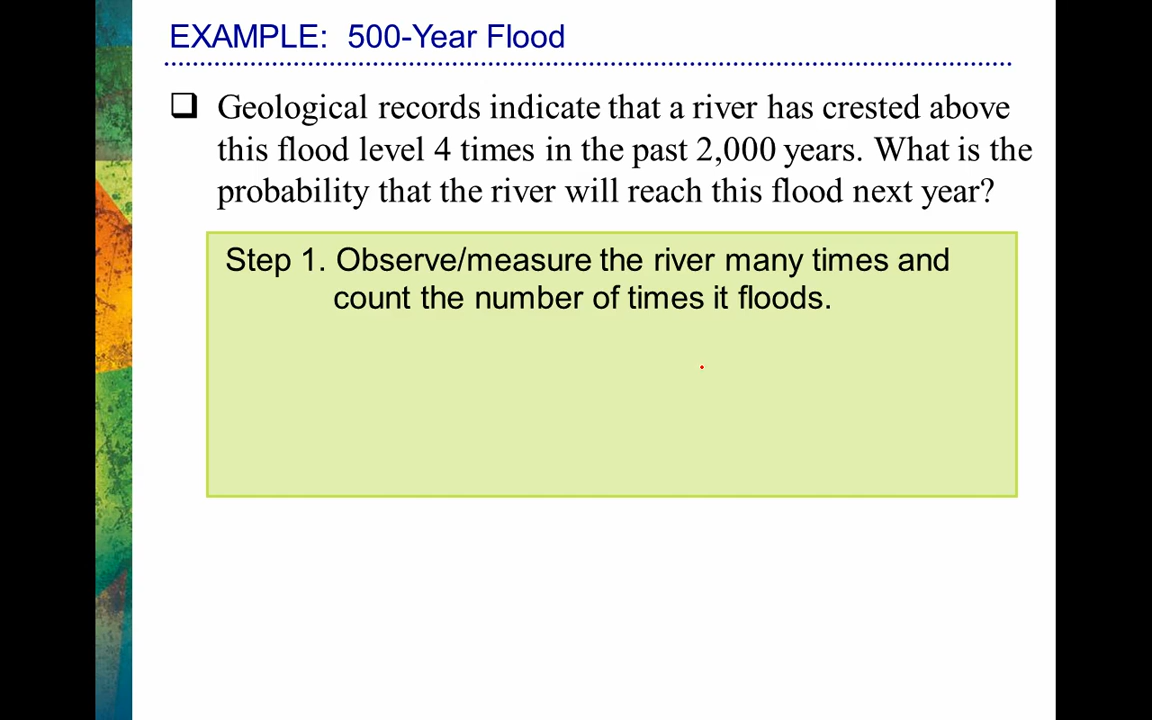 EXAMPLE: 500-Year Flood
Geological records indicate that a river has crested above
this flood level 4 times in the past 2,000 years. What is the
probability that the river will reach this flood next year?
Step 1. Observe/measure the river many times and
count the number of times it floods.